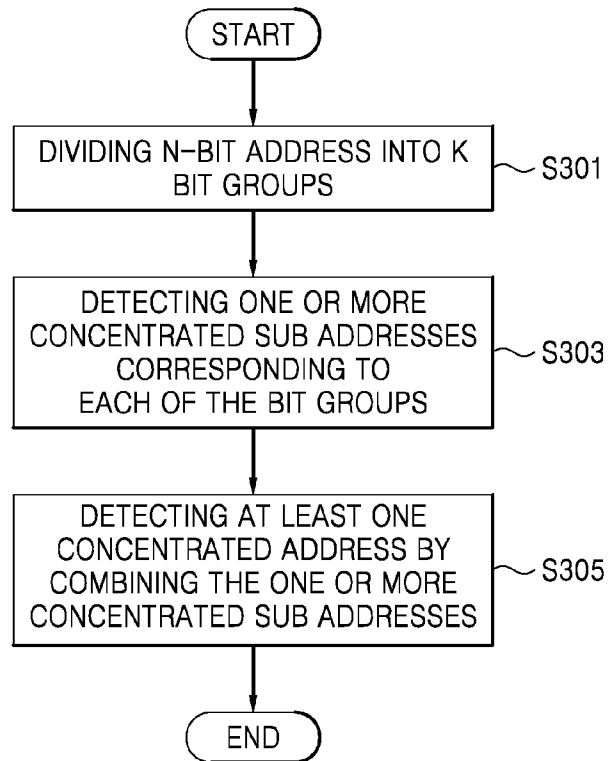 START
DIVIDING N-BIT ADDRESS INTO K
BIT GROUPS
S301
DETECTING ONE OR MORE
CONCENTRATED SUB ADDRESSES
CORRESPONDING TO
EACH OF THE BIT GROUPS
S303
DETECTING AT LEAST ONE
CONCENTRATED ADDRESS BY
COMBINING THE ONE OR MORE
CONCENTRATED SUB ADDRESSES
S305
END